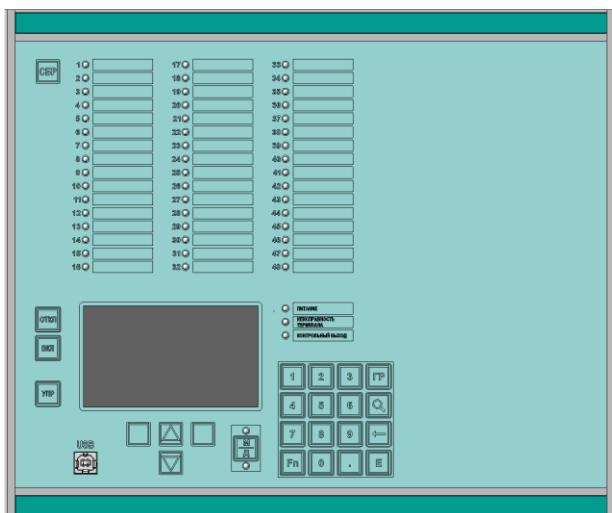 СБР
1 17 33
2 18 34
3 19 35
4 20 36
5 21 37
6 22 38
7 23 39
8 24 40
9 25 41
10 26 42
11 27 43
12 28 44
13 29 45
14 30 46
15 31 47
16 32 48
ОТКЛ
ВКЛ
УПР
ПИТАНИЕ
НЕИСПРАВНОСТЬ
ТЕРМИНАЛА
КОНТРОЛЬНЫЙ ВЫХОД
1 2 3 ГР
4 5 6
7 8 9
Fn 0 . E
М
Д
USB